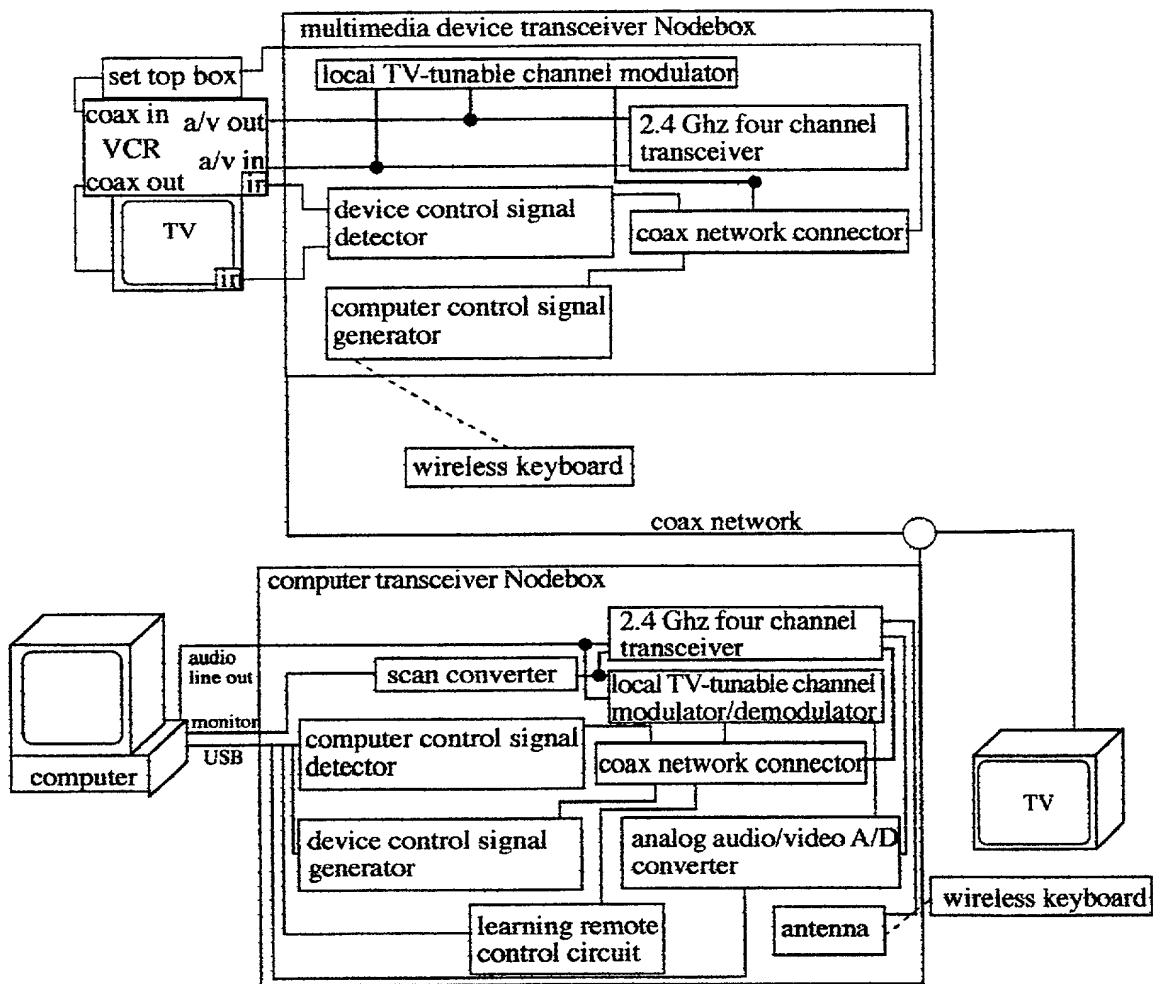 multimedia device transceiver Nodebox
set top box
local TV-tunable channel modulator
coax in
a/v out
VCR
a/v in
coax out
ir
2.4 Ghz four channel
transceiver
device control signal
detector
coax network connector
TV
ir
computer control signal
generator
wireless keyboard
coax network
computer transceiver Nodebox
2.4 Ghz four channel
transceiver
audio
line out
scan converter
local TV-tunable channel
modulator/demodulator
monitor
USB
computer control signal
detector
coax network connector
computer
TV
device control signal
generator
analog audio/video A/D
converter
wireless keyboard
learning remote
control circuit
antenna